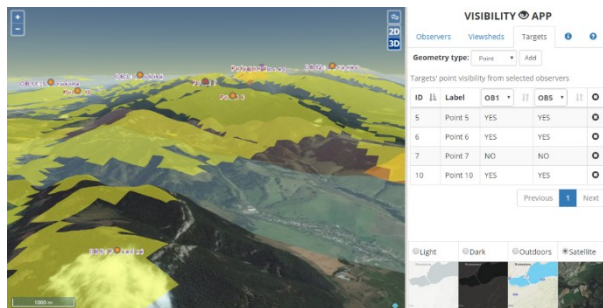 VISIBILITY APP
Observers Viewsheds Targets
Geometry type: Point Add
Targets' point visibility from selected observers
ID Label OB1 OB5
5 Point 5 YES YES
6 Point 6 YES YES
7 Point 7 NO NO
10 Point 10 YES YES
Previous 1 Next
Light Dark Outdoors Satellite
+
−
2D
3D
1000 m